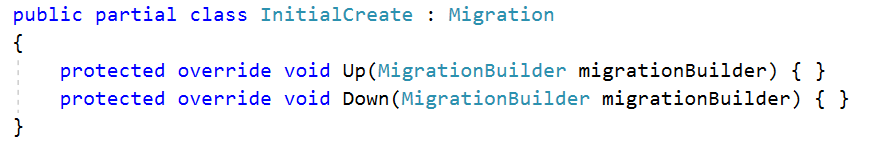 public partial class InitialCreate : Migration
{
    protected override void Up(MigrationBuilder migrationBuilder) { }
    protected override void Down(MigrationBuilder migrationBuilder) { }
}